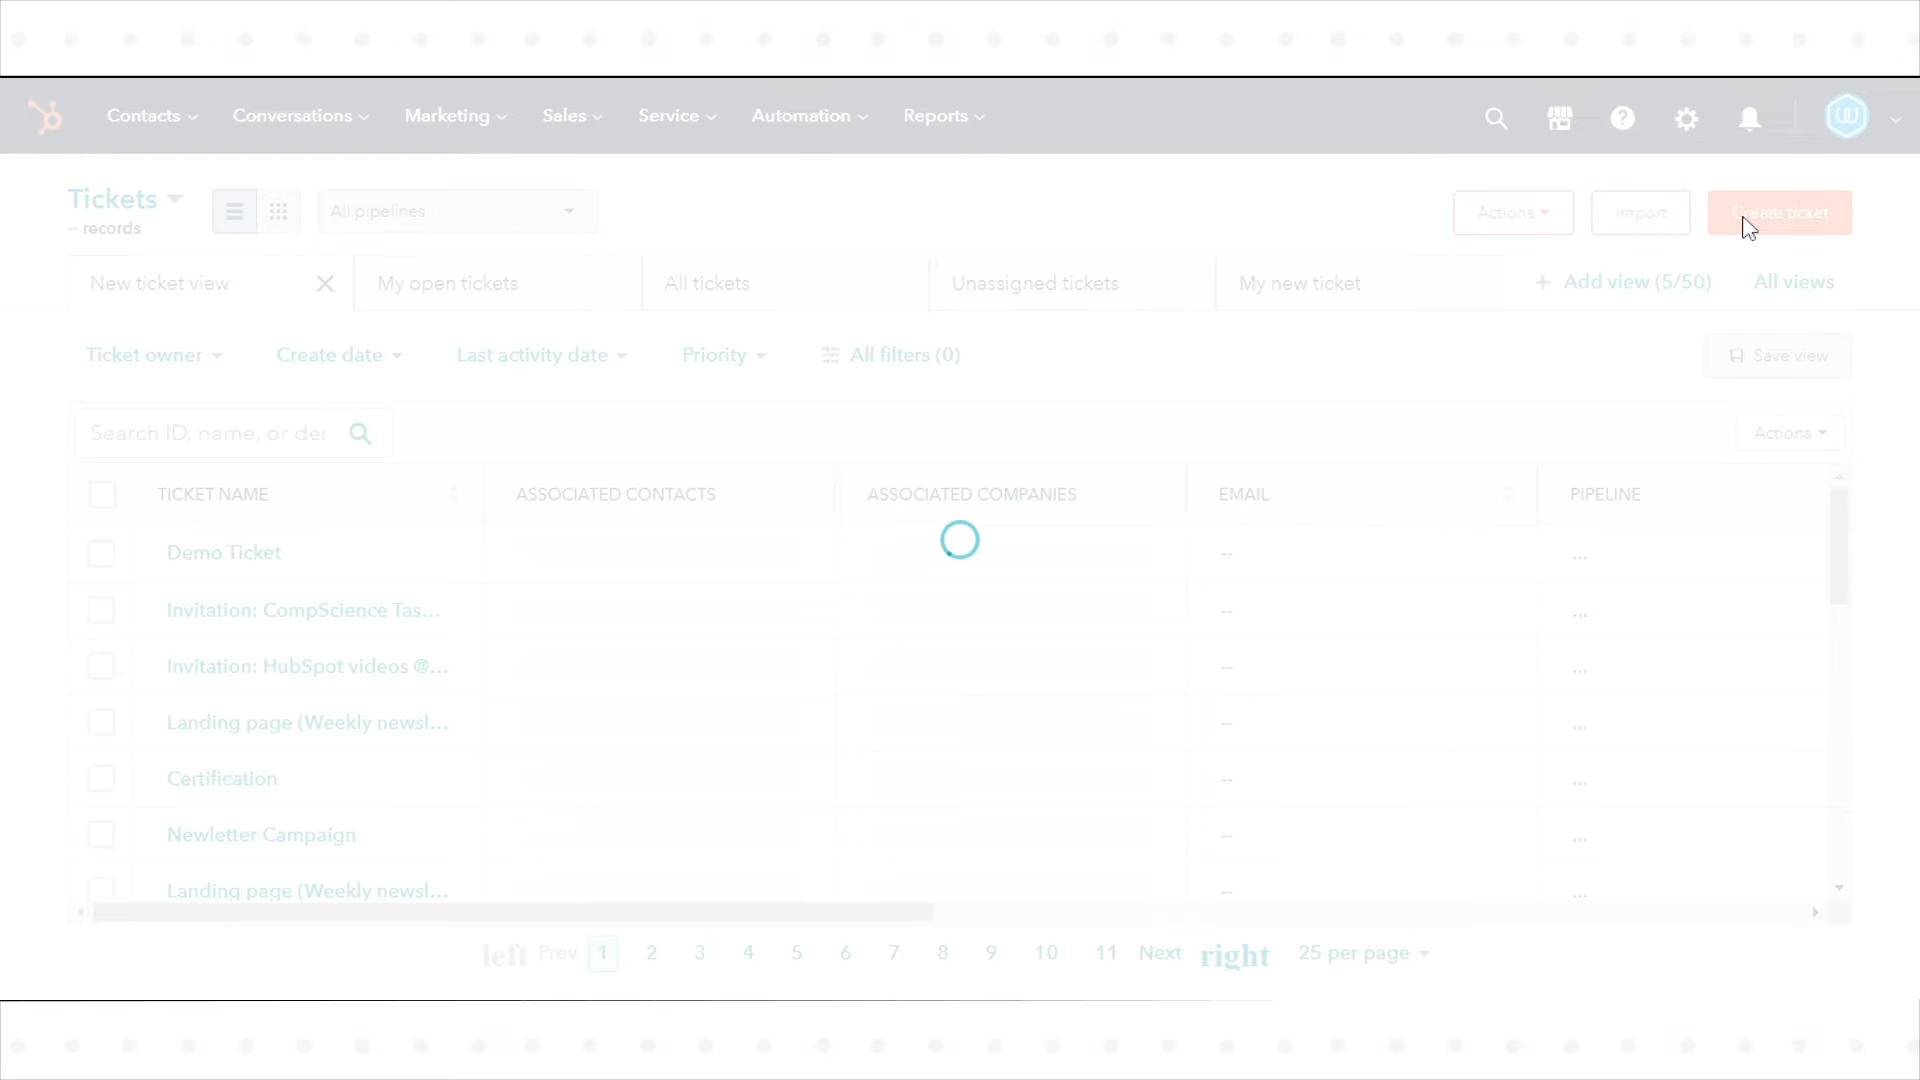 Contacts Conversations Marketing Sales Service Automation Reports
Tickets
-- records
All pipelines
Actions Import Create ticket
New ticket view My open tickets All tickets Unassigned tickets My new ticket + Add view (5/50) All views
Ticket owner Create date Last activity date Priority All filters (0) Save view
Search ID, name, or de Actions
TICKET NAME ASSOCIATED CONTACTS ASSOCIATED COMPANIES EMAIL PIPELINE
Demo Ticket -- ...
Invitation: CompScience Tas... -- ...
Invitation: HubSpot videos @... -- ...
Landing page (Weekly newsl... -- ...
Certification -- ...
Newletter Campaign -- ...
Landing page (Weekly newsl... -- ...
left Prev 1 2 3 4 5 6 7 8 9 10 11 Next right 25 per page